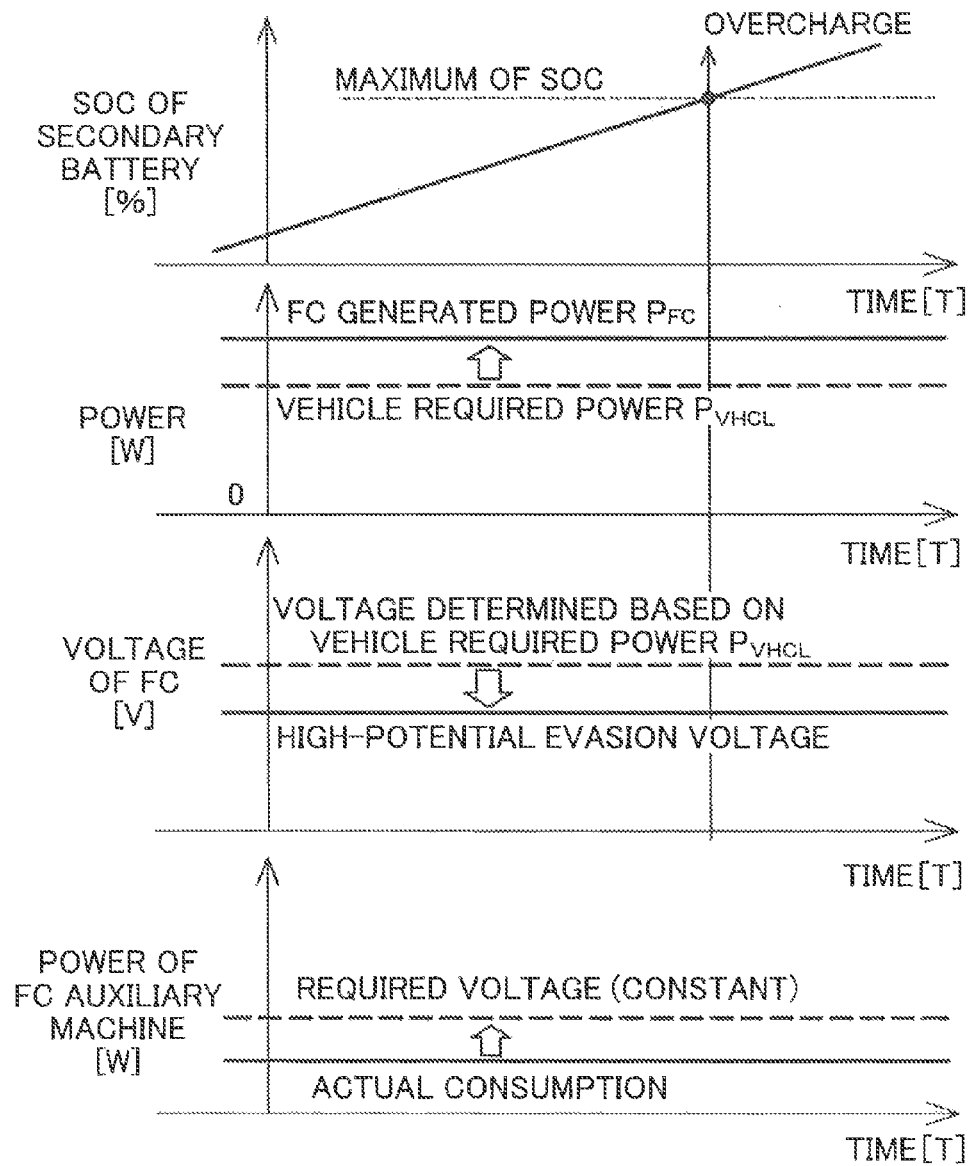 OVERCHARGE
MAXIMUM OF SOC
SOC OF
SECONDARY
BATTERY
[%]
TIME[T]
FC GENERATED POWER PFC
VEHICLE REQUIRED POWER PVHCL
POWER
[W]
0
TIME[T]
VOLTAGE DETERMINED BASED ON
VEHICLE REQUIRED POWER PVHCL
VOLTAGE
OF FC
[V]
HIGH-POTENTIAL EVASION VOLTAGE
TIME[T]
POWER OF
FC AUXILIARY
MACHINE
[W]
REQUIRED VOLTAGE (CONSTANT)
ACTUAL CONSUMPTION
TIME[T]